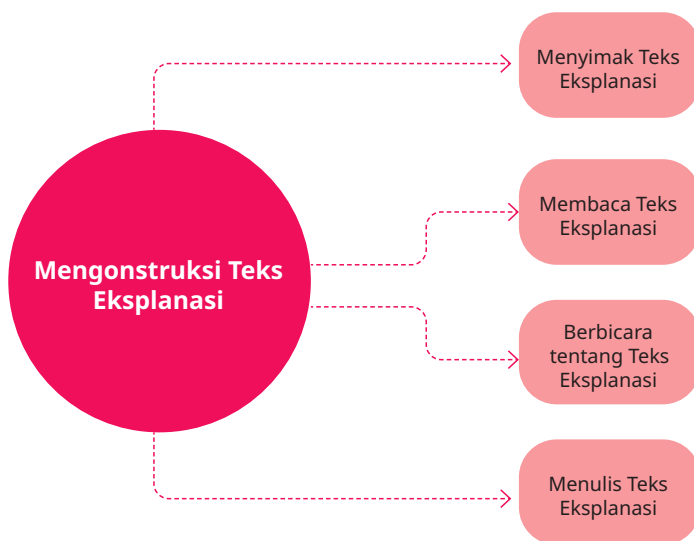 Menyimak Teks
Eksplanasi
Membaca Teks
Eksplanasi
Mengonstruksi Teks
Eksplanasi
Berbicara
tentang Teks
Eksplanasi
Menulis Teks
Eksplanasi